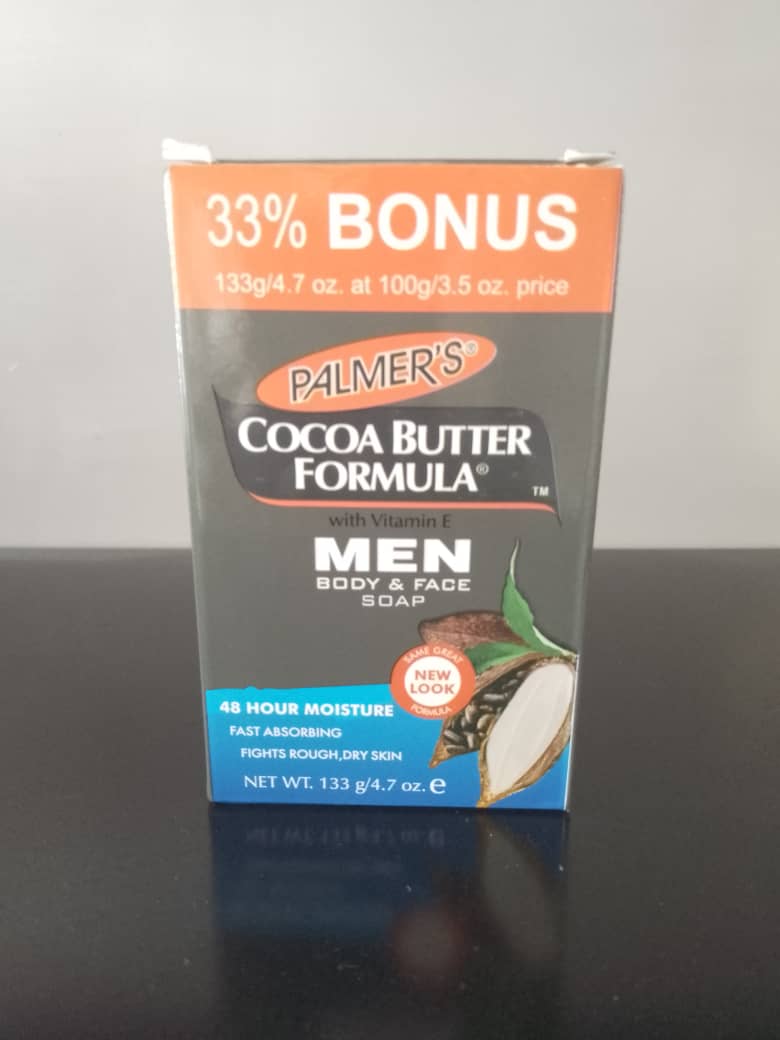 33% BONUS
133g/4.7 oz. at 100g/3.5 oz. price
PALMER'S®
COCOA BUTTER
FORMULA®
TM
with Vitamin E
MEN
BODY & FACE
SOAP
SAME GREAT
NEW
LOOK
FORMULA
48 HOUR MOISTURE
FAST ABSORBING
FIGHTS ROUGH,DRY SKIN
NET WT. 133 g/4.7 oz. e